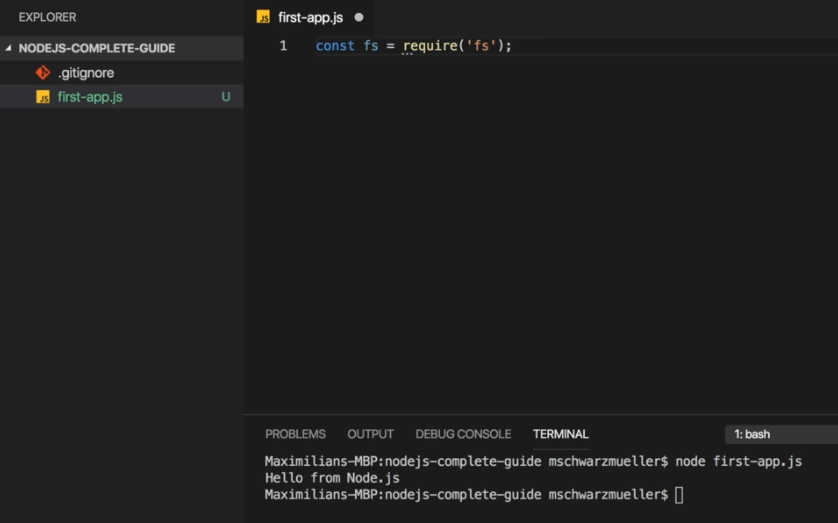 EXPLORER
NODEJS-COMPLETE-GUIDE
.gitignore
JS first-app.js U
JS first-app.js
1 const fs = require('fs');
PROBLEMS OUTPUT DEBUG CONSOLE TERMINAL 1: bash
Maximilians-MBP:nodejs-complete-guide mschwarzmueller$ node first-app.js
Hello from Node.js
Maximilians-MBP:nodejs-complete-guide mschwarzmueller$